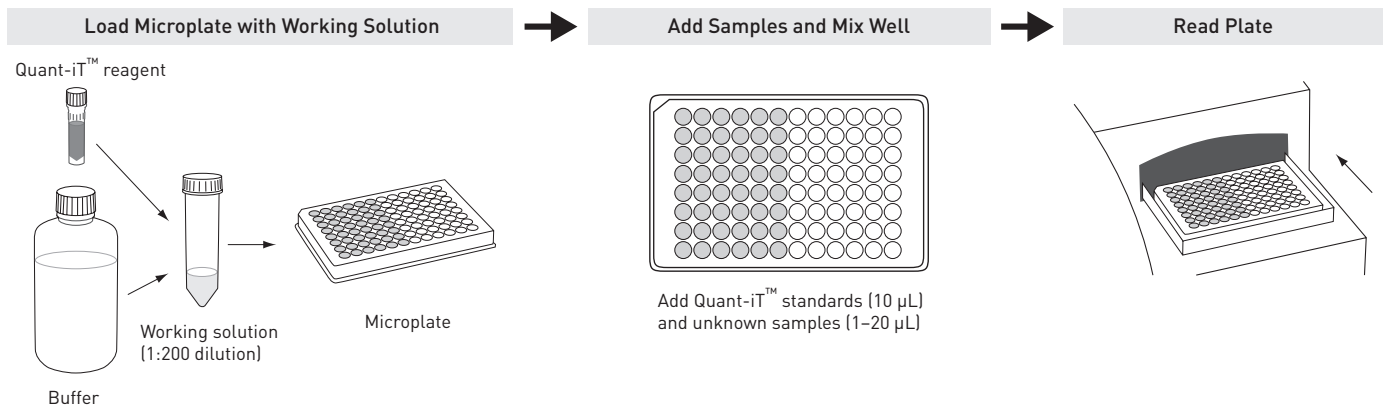 Load Microplate with Working Solution
Add Samples and Mix Well
Read Plate
Quant-iT™ reagent
Working solution
(1:200 dilution)
Buffer
Microplate
Add Quant-iT™ standards (10 µL)
and unknown samples (1–20 µL)